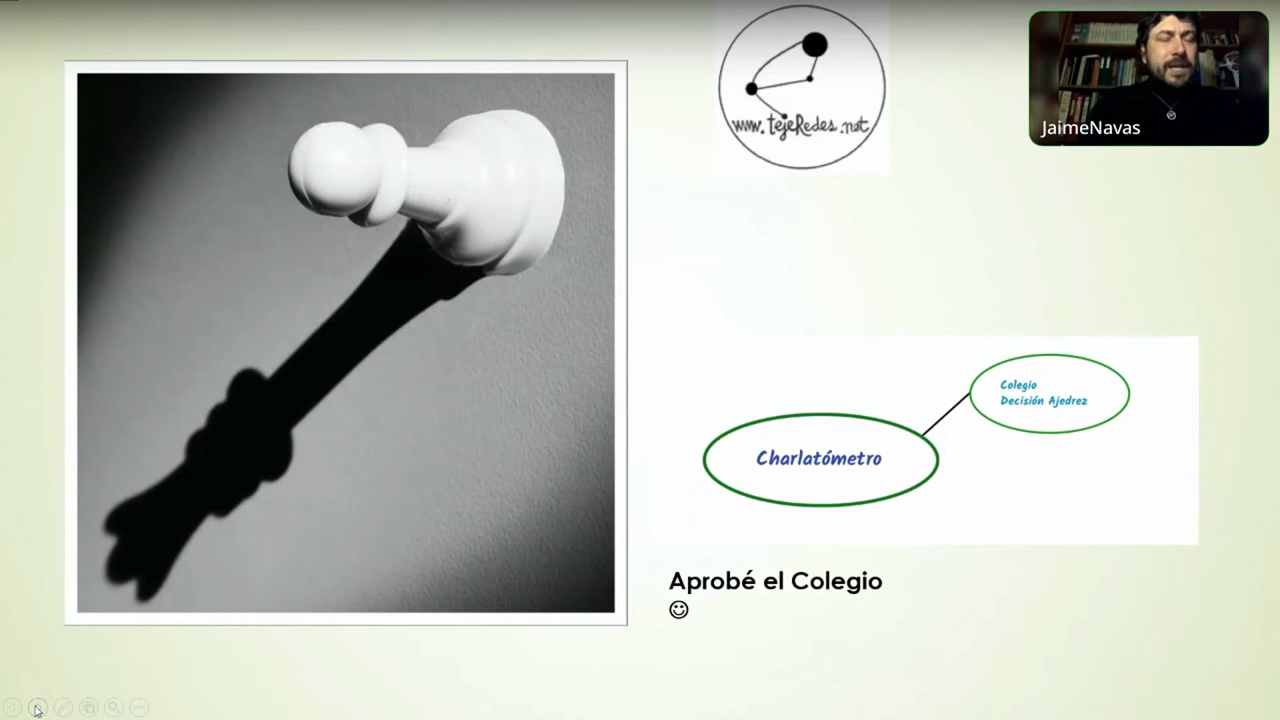 www.tejeRedes.net
JaimeNavas
Colegio
Decisión Ajedrez
Charlatómetro
Aprobé el Colegio
☺